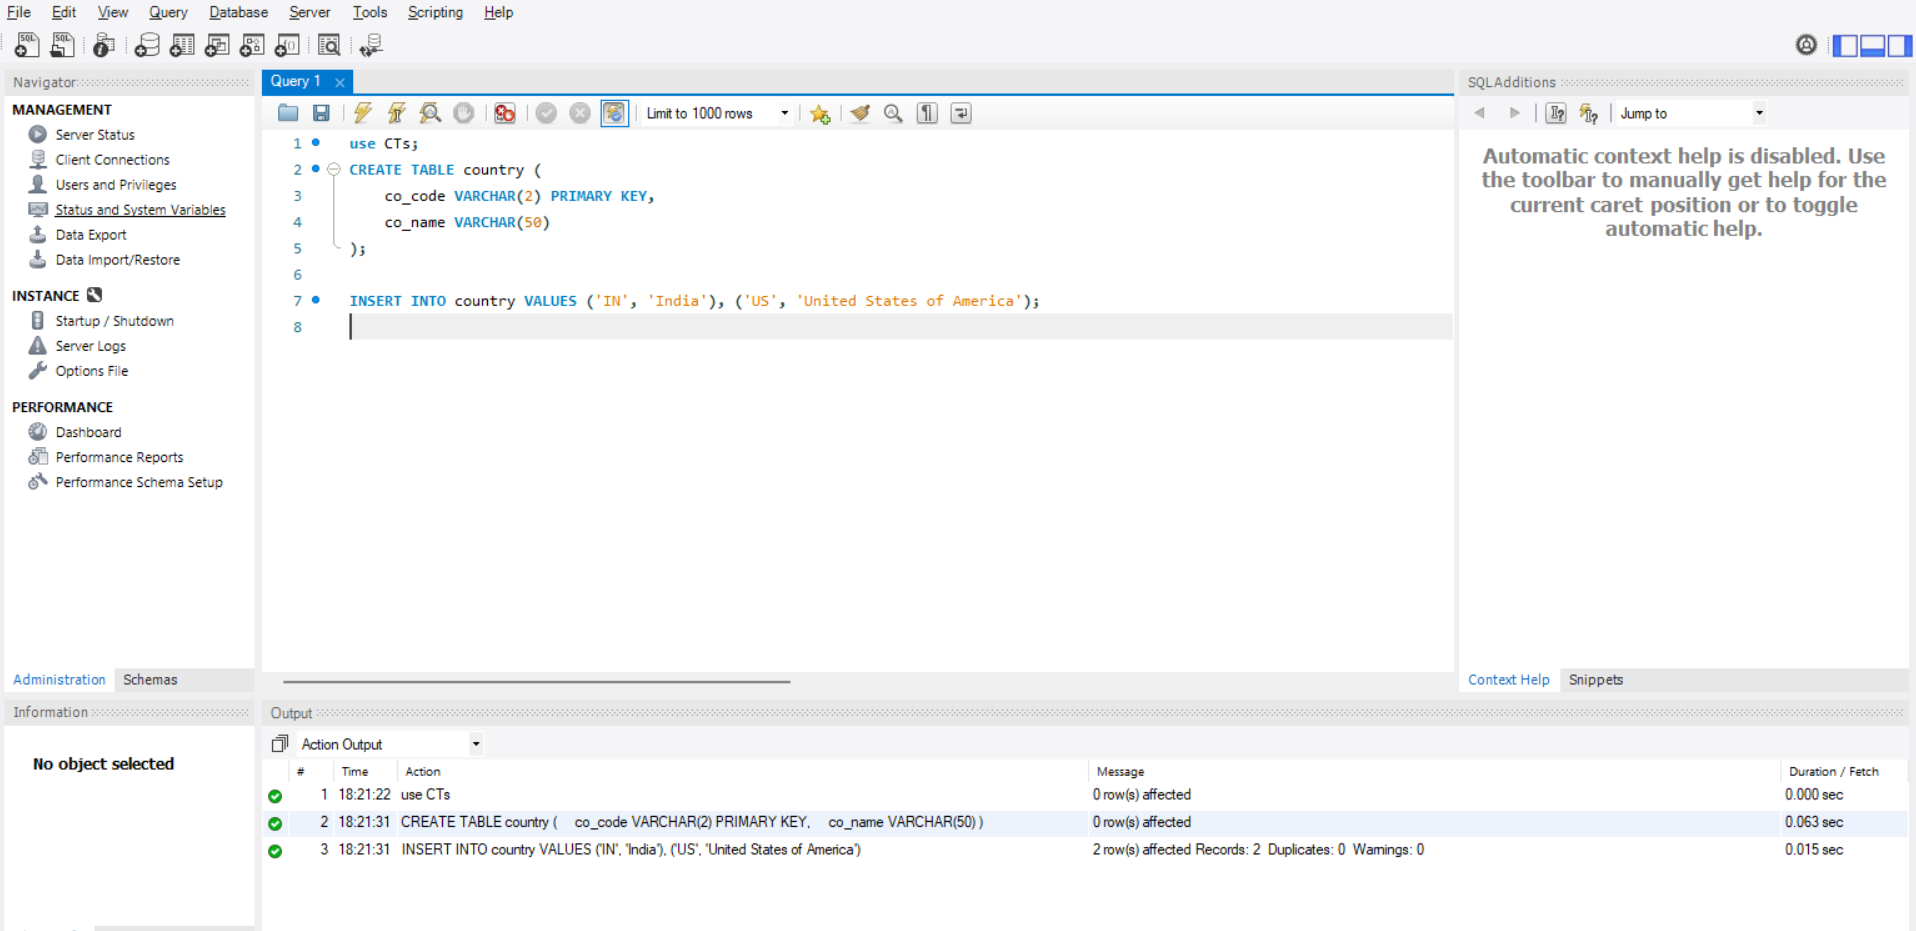 File Edit View Query Database Server Tools Scripting Help
Navigator
MANAGEMENT
Server Status
Client Connections
Users and Privileges
Status and System Variables
Data Export
Data Import/Restore
INSTANCE
Startup / Shutdown
Server Logs
Options File
PERFORMANCE
Dashboard
Performance Reports
Performance Schema Setup
Administration Schemas
Information
No object selected
Query 1
Limit to 1000 rows
1 use CTs;
2 CREATE TABLE country (
3 co_code VARCHAR(2) PRIMARY KEY,
4 co_name VARCHAR(50)
5 );
6
7 INSERT INTO country VALUES ('IN', 'India'), ('US', 'United States of America');
8
SQLAdditions
Jump to
Automatic context help is disabled. Use
the toolbar to manually get help for the
current caret position or to toggle
automatic help.
Context Help Snippets
Output
Action Output
# Time Action Message Duration / Fetch
1 18:21:22 use CTs 0 row(s) affected 0.000 sec
2 18:21:31 CREATE TABLE country ( co_code VARCHAR(2) PRIMARY KEY, co_name VARCHAR(50) ) 0 row(s) affected 0.063 sec
3 18:21:31 INSERT INTO country VALUES ('IN', 'India'), ('US', 'United States of America') 2 row(s) affected Records: 2 Duplicates: 0 Warnings: 0 0.015 sec